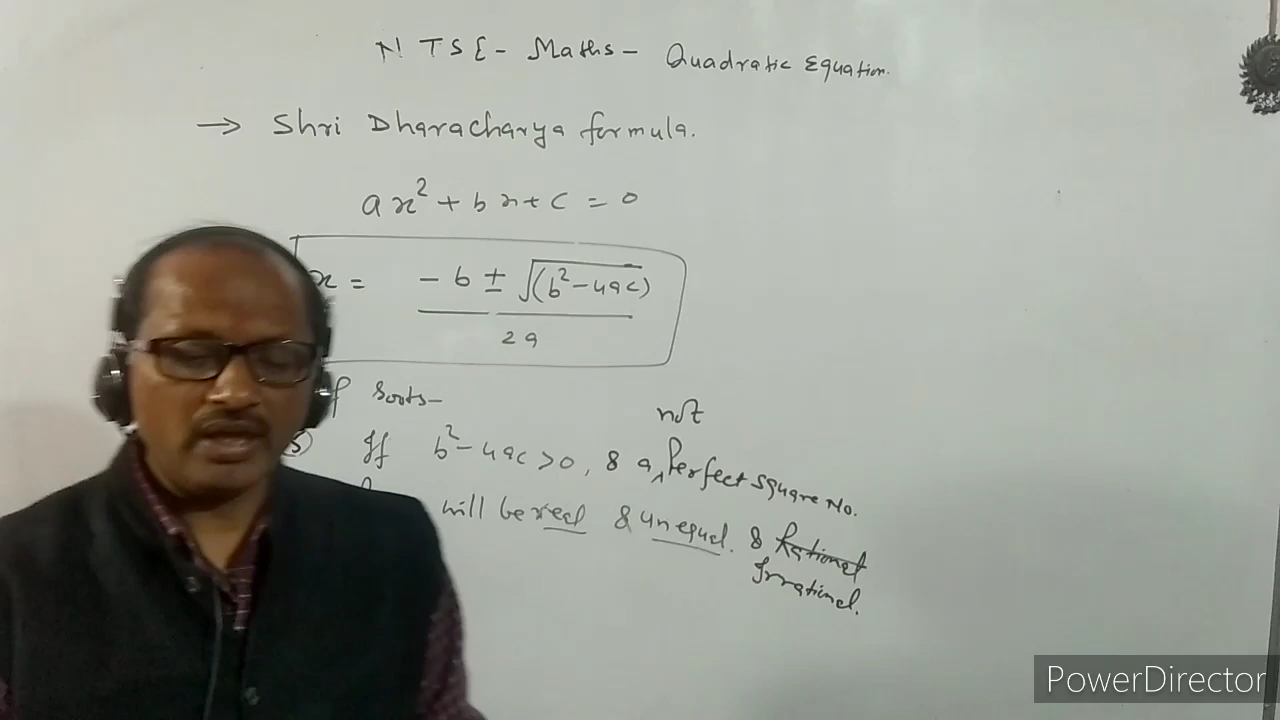 NTSE - Maths - Quadratic Equation.
→ Shri Dharacharya formula.
ax² + bx + c = 0
x = -b ± √(b²-4ac) / 2a
of roots-
not
If b²-4ac > 0, & a, Perfect square No.
will be real & unequal. & Rational
Irrational.
PowerDirector